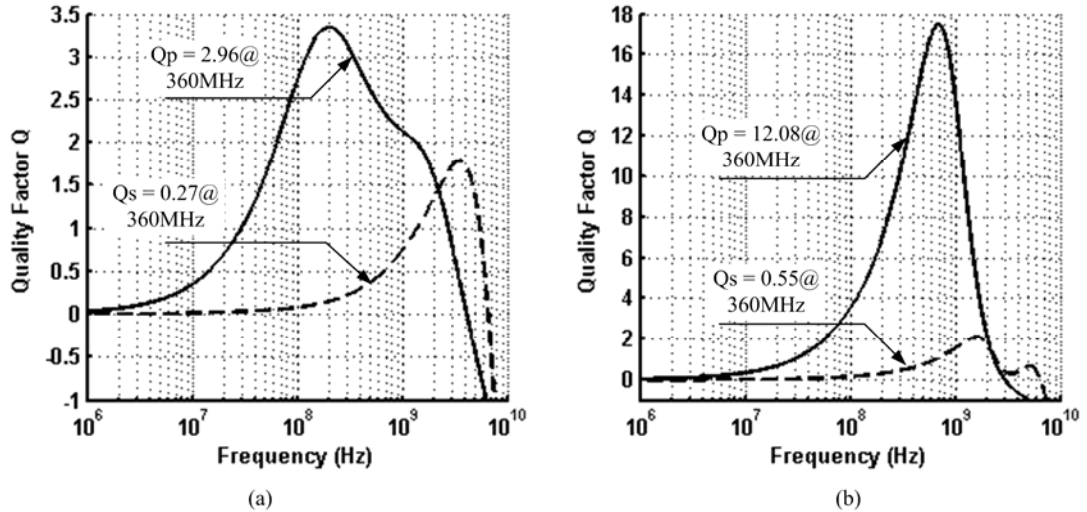 3.5
3
2.5
2
1.5
1
0.5
0
-0.5
-1
Quality Factor Q
Qp = 2.96@
360MHz
Qs = 0.27@
360MHz
10^6
10^7
10^8
10^9
10^10
Frequency (Hz)
(a)
18
16
14
12
10
8
6
4
2
0
Quality Factor Q
Qp = 12.08@
360MHz
Qs = 0.55@
360MHz
10^6
10^7
10^8
10^9
10^10
Frequency (Hz)
(b)